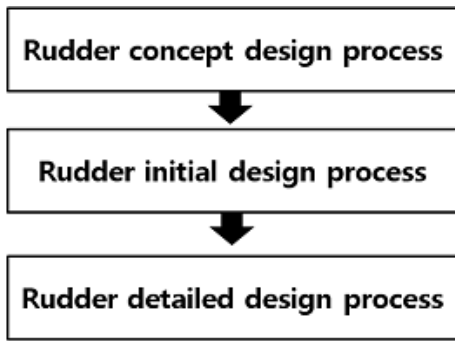 Rudder concept design process
Rudder initial design process
Rudder detailed design process